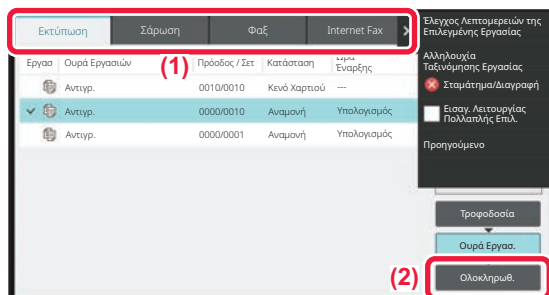 Εκτύπωση Σάρωση Φαξ Internet Fax
(1)
Εργασ Ουρά Εργασιών Πρόοδος / Σετ Κατάσταση Ώρα Έναρξης
Αντιγρ. 0010/0010 Κενό Χαρτιού ---
Αντιγρ. 0000/0010 Αναμονή Υπολογισμός
Αντιγρ. 0000/0001 Αναμονή Υπολογισμός
Έλεγχος Λεπτομερειών της
Επιλεγμένης Εργασίας
Αλληλουχία
Ταξινόμησης Εργασίας
Σταμάτημα/Διαγραφή
Εισαγ. Λειτουργίας
Πολλαπλής Επιλ.
Προηγούμενο
Τροφοδοσία
Ουρά Εργασ.
(2)
Ολοκληρωθ.